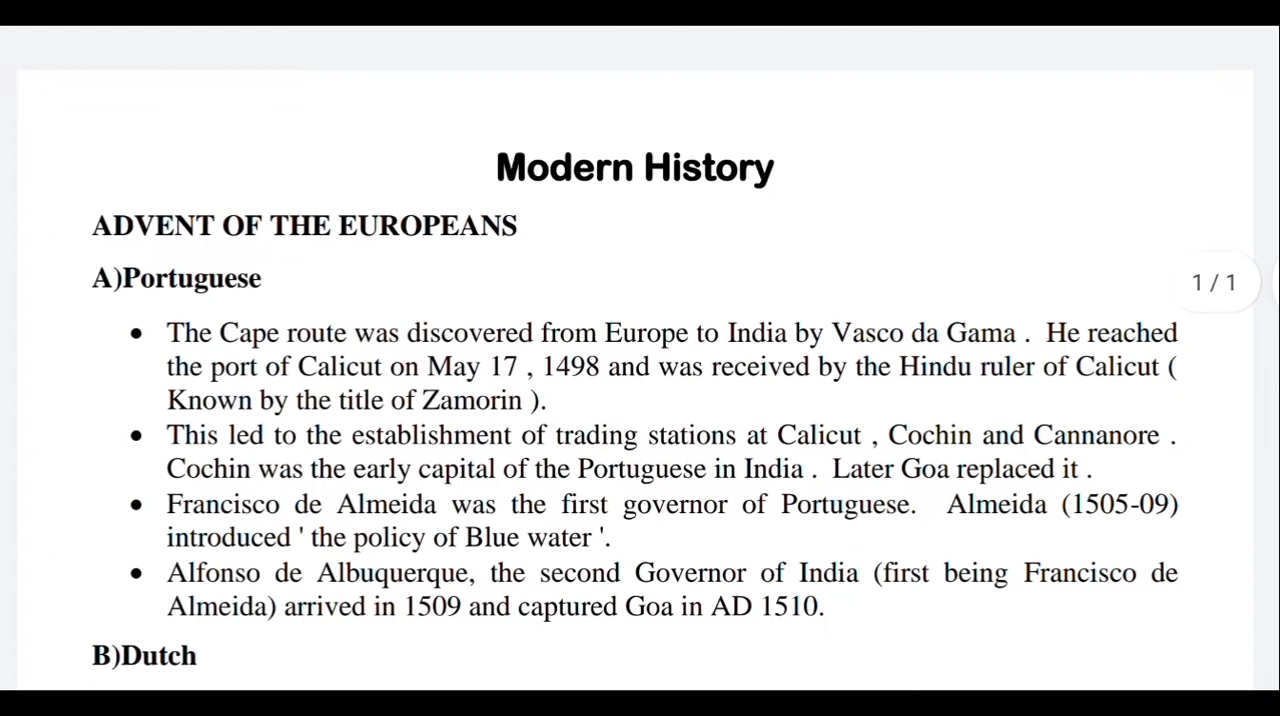 Modern History
ADVENT OF THE EUROPEANS
A)Portuguese
1 / 1
• The Cape route was discovered from Europe to India by Vasco da Gama . He reached
the port of Calicut on May 17 , 1498 and was received by the Hindu ruler of Calicut (
Known by the title of Zamorin ).
• This led to the establishment of trading stations at Calicut , Cochin and Cannanore .
Cochin was the early capital of the Portuguese in India . Later Goa replaced it .
• Francisco de Almeida was the first governor of Portuguese. Almeida (1505-09)
introduced ' the policy of Blue water '.
• Alfonso de Albuquerque, the second Governor of India (first being Francisco de
Almeida) arrived in 1509 and captured Goa in AD 1510.
B)Dutch